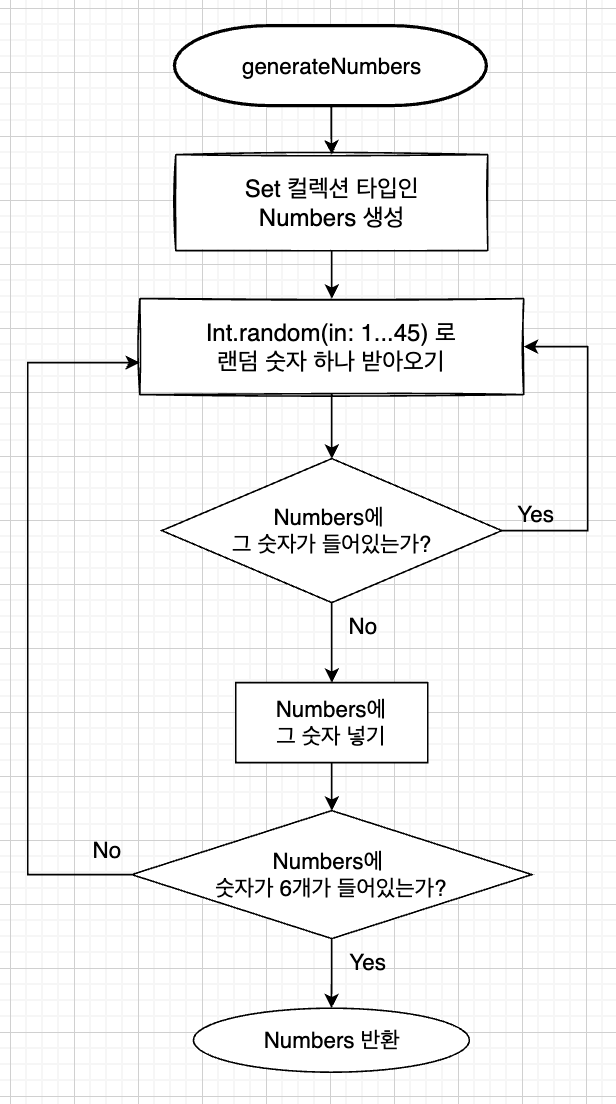 generateNumbers
Set 컬렉션 타입인
Numbers 생성
Int.random(in: 1...45) 로
랜덤 숫자 하나 받아오기
Numbers에
그 숫자가 들어있는가?
Yes
No
Numbers에
그 숫자 넣기
No
Numbers에
숫자가 6개가 들어있는가?
Yes
Numbers 반환